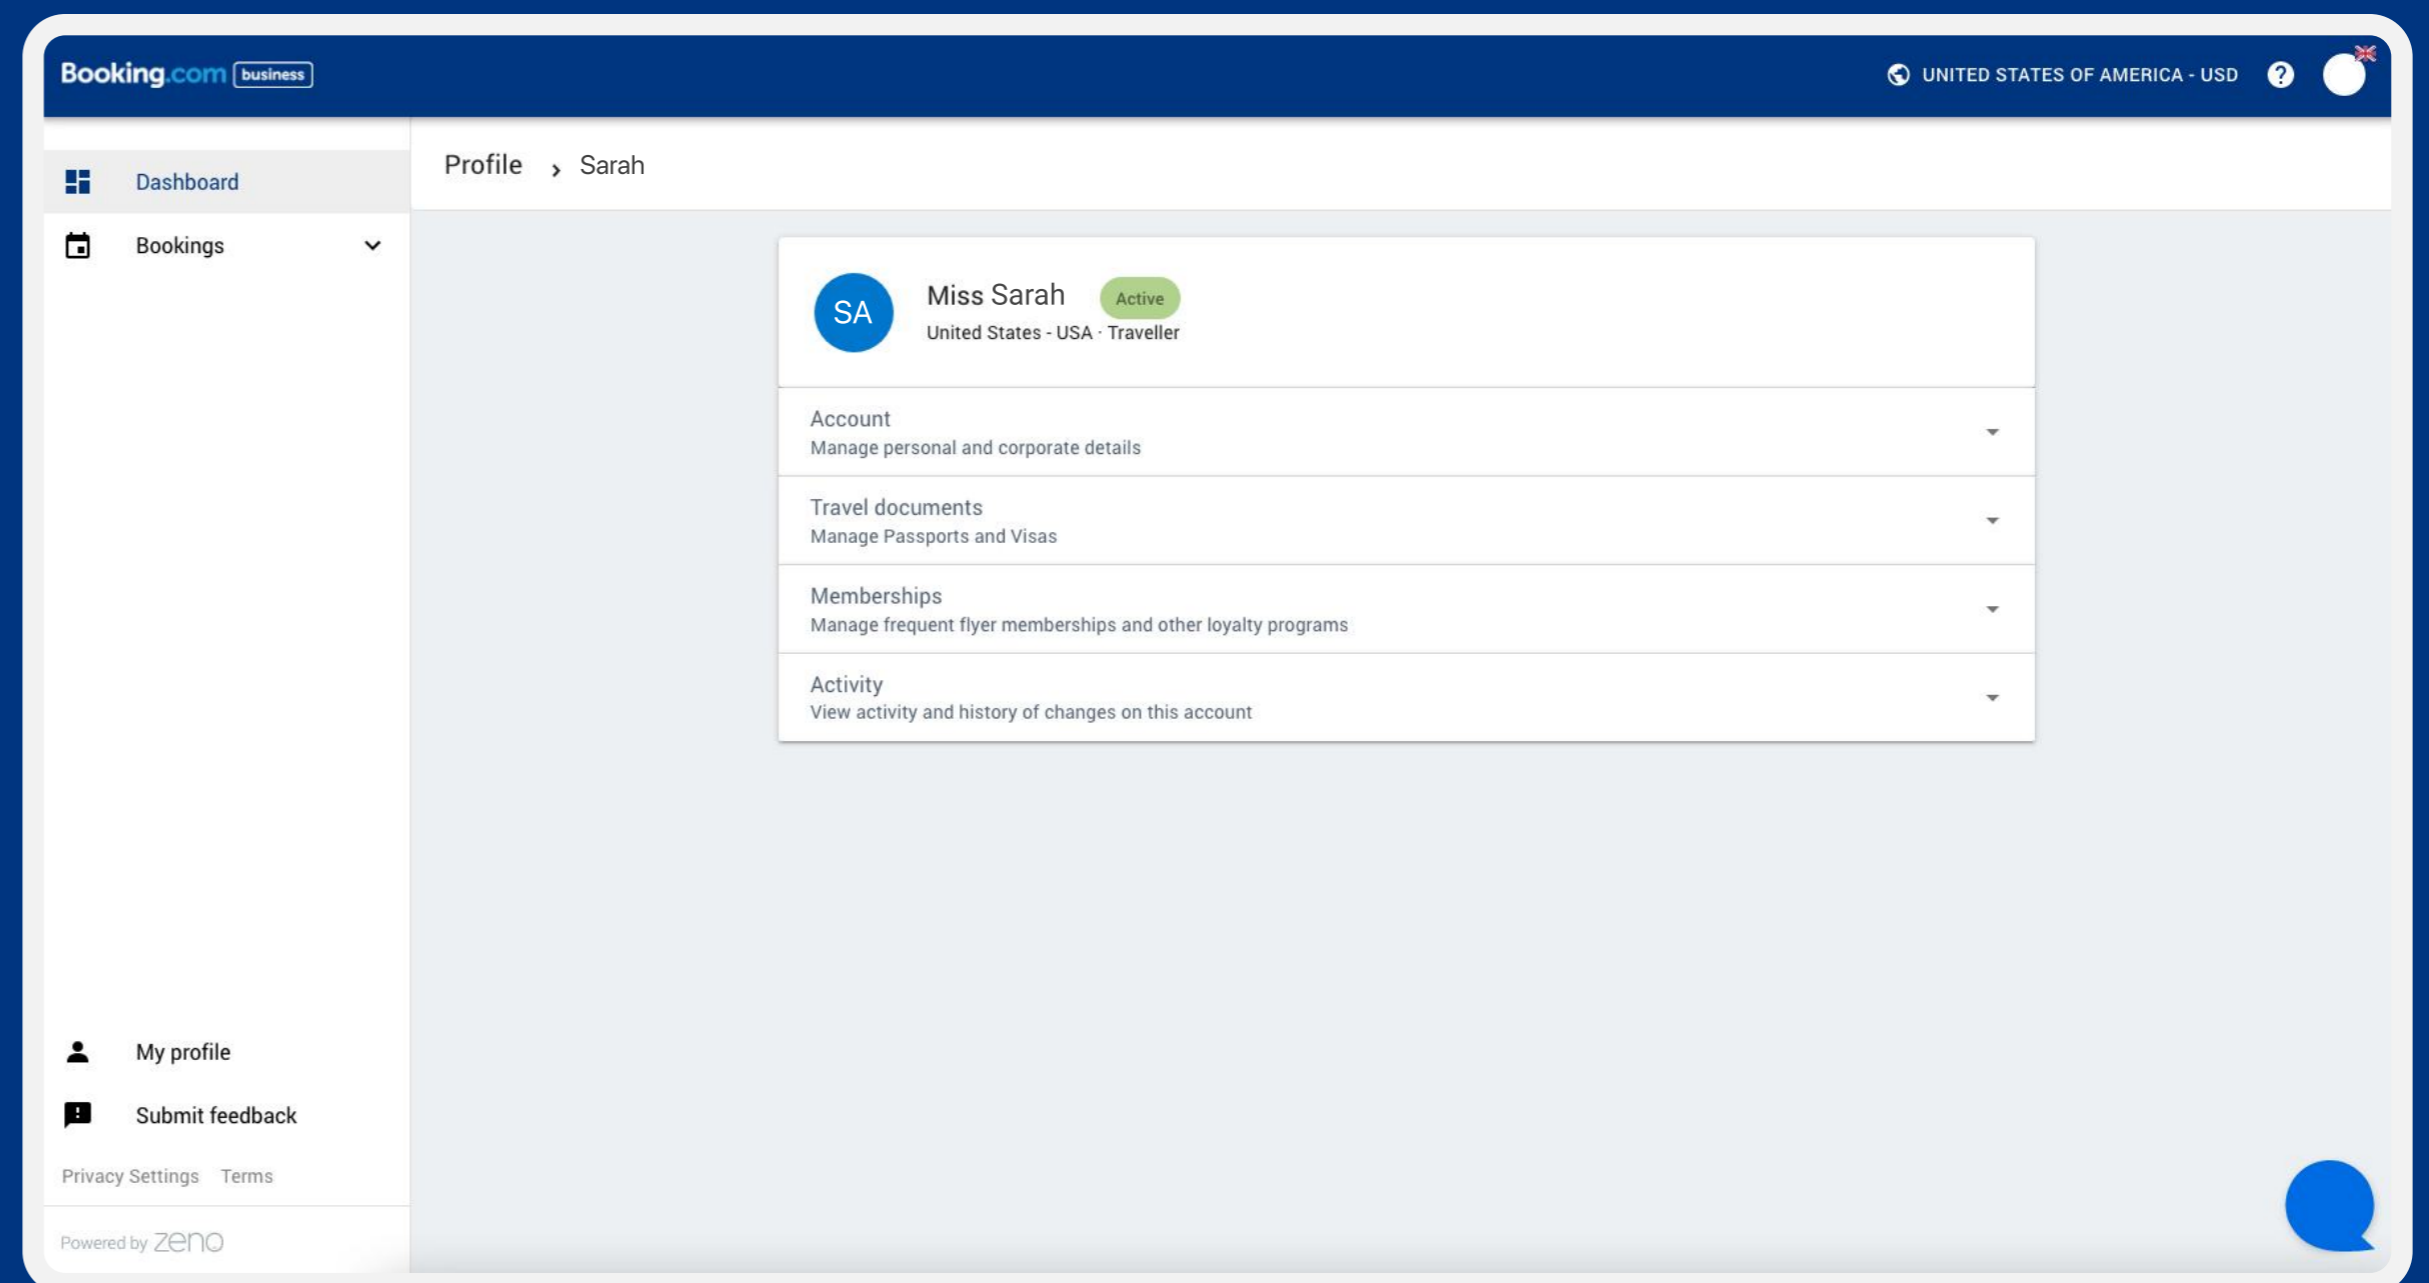 Booking.com business
UNITED STATES OF AMERICA - USD ?
Dashboard
Bookings
Profile › Sarah
SA
Miss Sarah Active
United States - USA · Traveller
Account
Manage personal and corporate details
Travel documents
Manage Passports and Visas
Memberships
Manage frequent flyer memberships and other loyalty programs
Activity
View activity and history of changes on this account
My profile
Submit feedback
Privacy Settings Terms
Powered by zeno